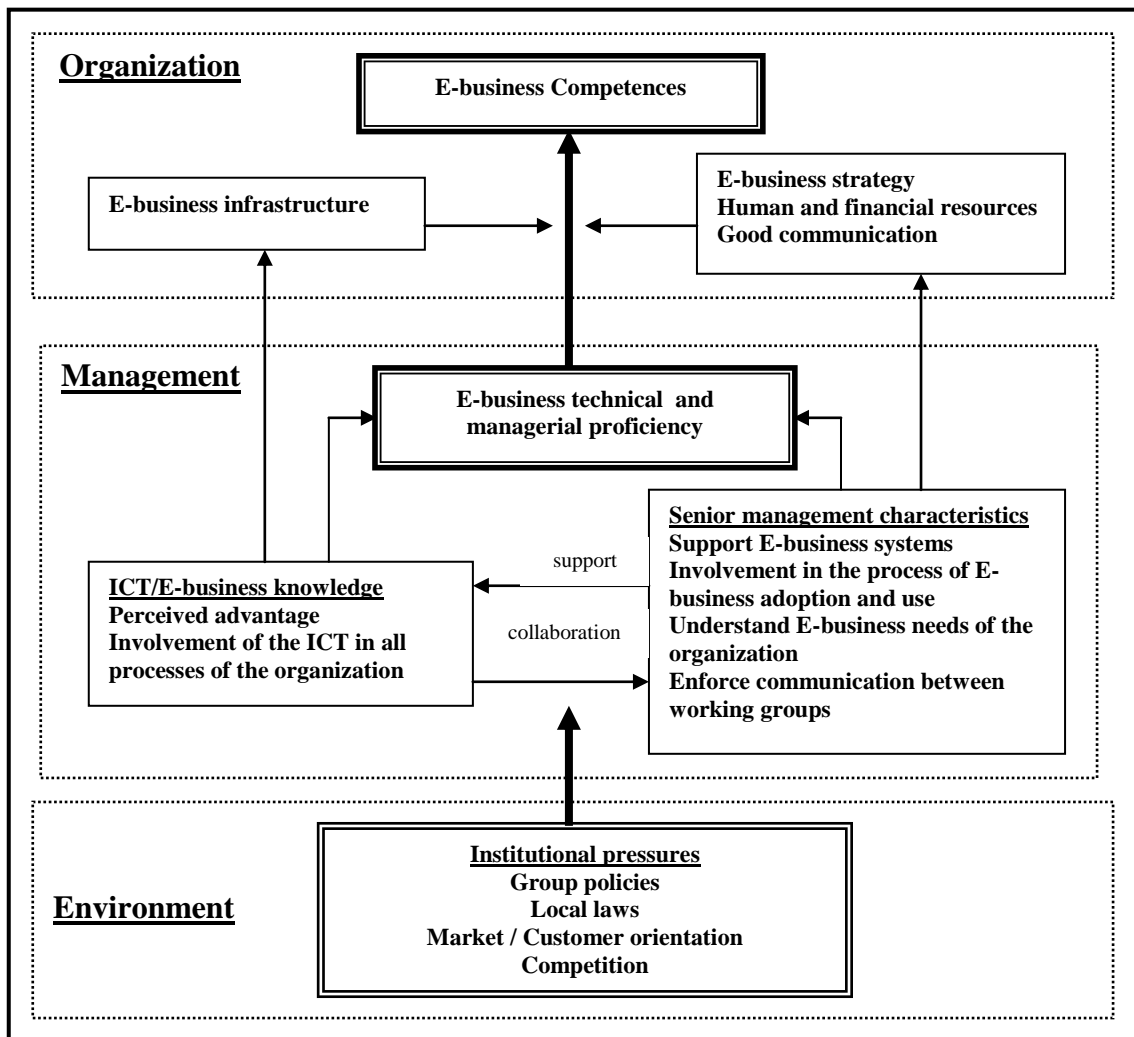 Organization
E-business Competences
E-business infrastructure
E-business strategy
Human and financial resources
Good communication
Management
E-business technical and
managerial proficiency
ICT/E-business knowledge
Perceived advantage
Involvement of the ICT in all
processes of the organization
support
collaboration
Senior management characteristics
Support E-business systems
Involvement in the process of E-
business adoption and use
Understand E-business needs of the
organization
Enforce communication between
working groups
Environment
Institutional pressures
Group policies
Local laws
Market / Customer orientation
Competition